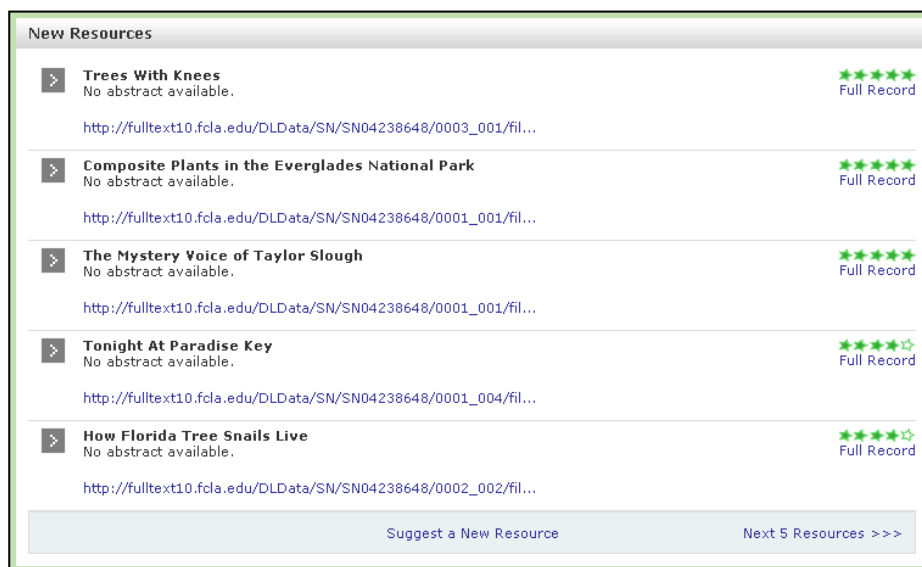 New Resources
Trees With Knees
No abstract available.
Full Record
http://fulltext10.fcla.edu/DLData/SN/SN04238648/0003_001/fil...
Composite Plants in the Everglades National Park
No abstract available.
Full Record
http://fulltext10.fcla.edu/DLData/SN/SN04238648/0001_001/fil...
The Mystery Voice of Taylor Slough
No abstract available.
Full Record
http://fulltext10.fcla.edu/DLData/SN/SN04238648/0001_001/fil...
Tonight At Paradise Key
No abstract available.
Full Record
http://fulltext10.fcla.edu/DLData/SN/SN04238648/0001_004/fil...
How Florida Tree Snails Live
No abstract available.
Full Record
http://fulltext10.fcla.edu/DLData/SN/SN04238648/0002_002/fil...
Suggest a New Resource
Next 5 Resources >>>